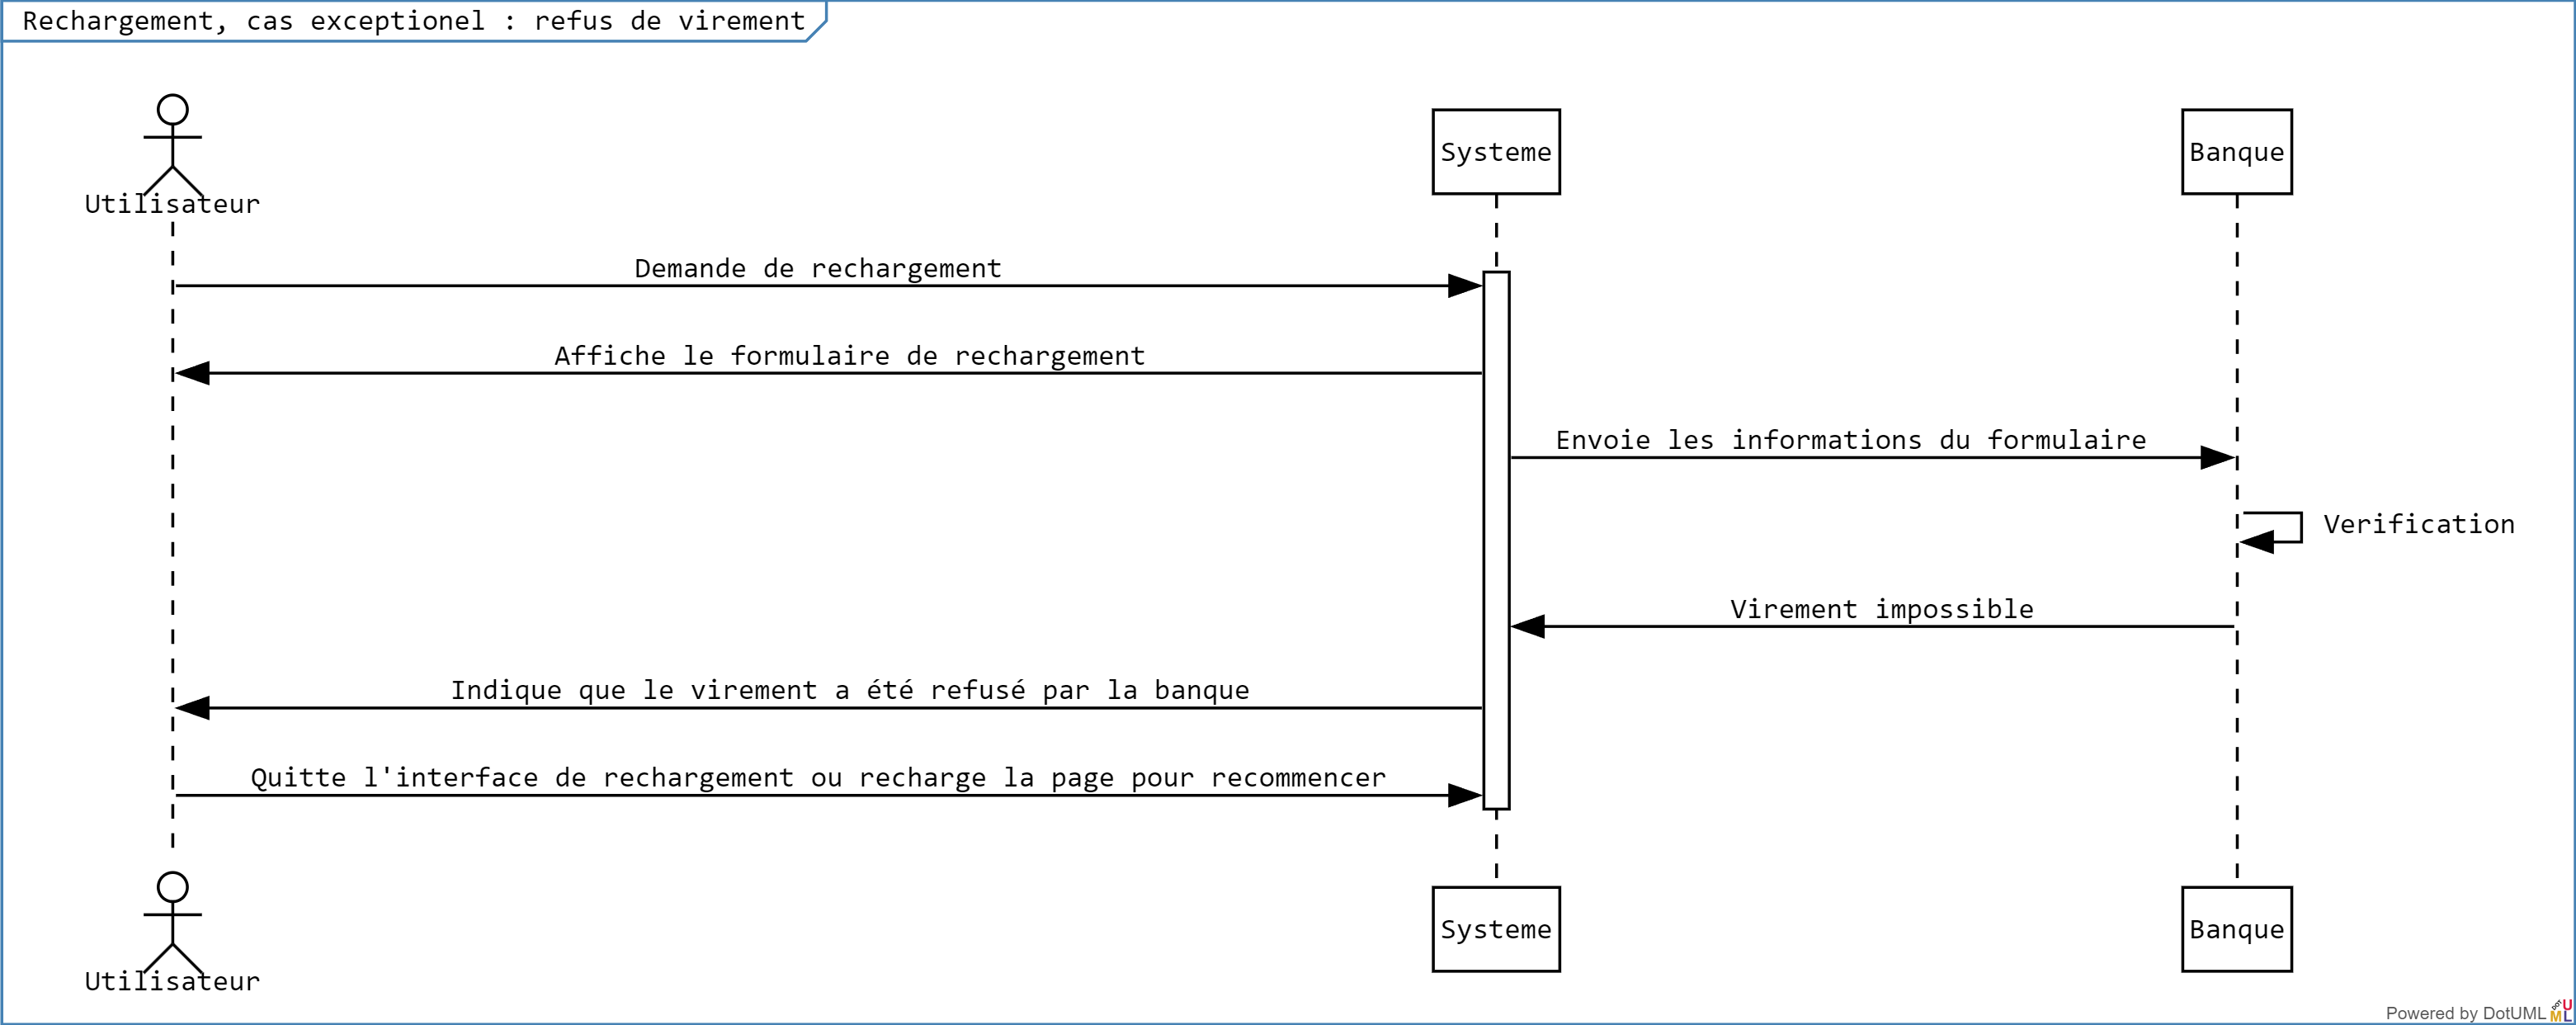 Rechargement, cas exceptionel : refus de virement
Utilisateur
Systeme
Banque
Demande de rechargement
Affiche le formulaire de rechargement
Envoie les informations du formulaire
Verification
Virement impossible
Indique que le virement a été refusé par la banque
Quitte l'interface de rechargement ou recharge la page pour recommencer
Utilisateur
Systeme
Banque
Powered by DotUML
DOT
U
ML